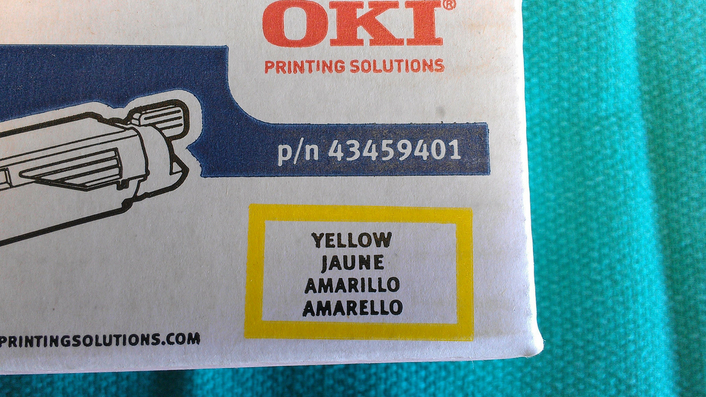 OKI®
PRINTING SOLUTIONS
p/n 43459401
YELLOW
JAUNE
AMARILLO
AMARELLO
PRINTINGSOLUTIONS.COM